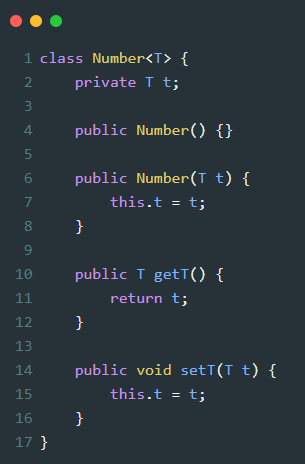 1 class Number<T> {
2     private T t;
3
4     public Number() {}
5
6     public Number(T t) {
7         this.t = t;
8     }
9
10     public T getT() {
11         return t;
12     }
13
14     public void setT(T t) {
15         this.t = t;
16     }
17 }